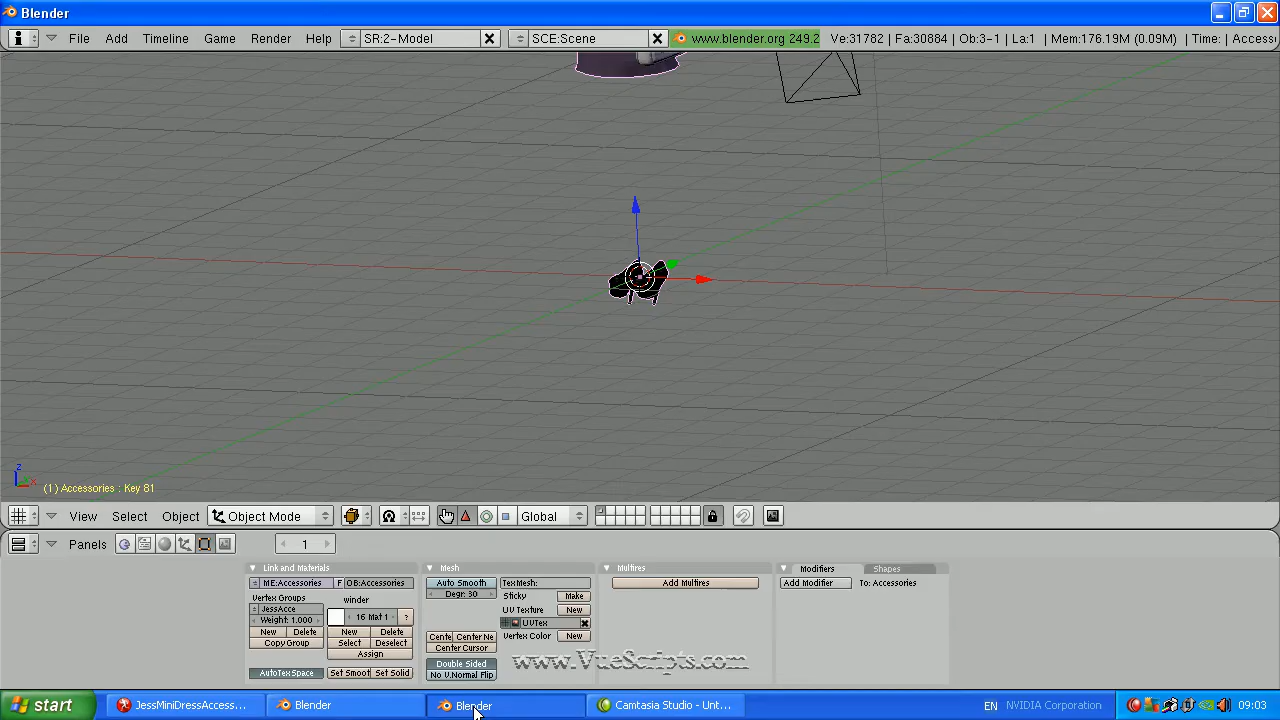 Blender
File Add Timeline Game Render Help SR:2-Model SCE:Scene www.blender.org 249.2 Ve:31782 | Fa:30884 | Ob:3-1 | La:1 | Mem:176.19M (0.09M) | Time: | Access
z
x
(1) Accessories : Key 81
View Select Object Object Mode Global
Panels 1
Link and Materials Mesh Multires Modifiers Shapes
ME:Accessories F OB:Accessories Auto Smooth TexMesh: Add Multires Add Modifier To: Accessories
Vertex Groups winder Degr: 30 Sticky Make
JessAcce 16 Mat 1 ? UV Texture New
Weight: 1.000 UVTex
New Delete New Delete Cente Center Ne Vertex Color New
Copy Group Select Deselect Center Cursor
Assign Double Sided
AutoTexSpace Set Smoot Set Solid No V.Normal Flip
www.VueScripts.com
start JessMiniDressAccess... Blender Blender Camtasia Studio - Unt... EN NVIDIA Corporation 09:03